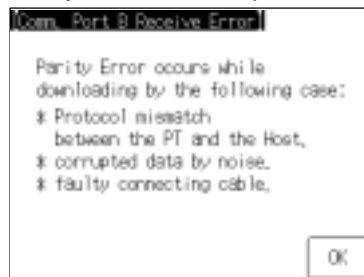 Comm. Port B Receive Error
Parity Error occurs while
downloading by the following case:
* Protocol mismatch
between the PT and the Host,
* corrupted data by noise.
* faulty connecting cable,
OK